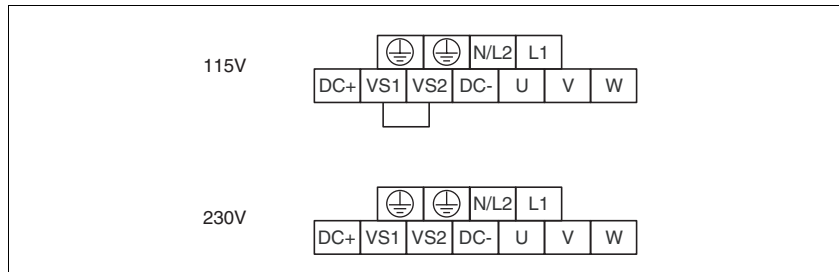 115V
N/L2 L1
DC+ VS1 VS2 DC- U V W
230V
N/L2 L1
DC+ VS1 VS2 DC- U V W